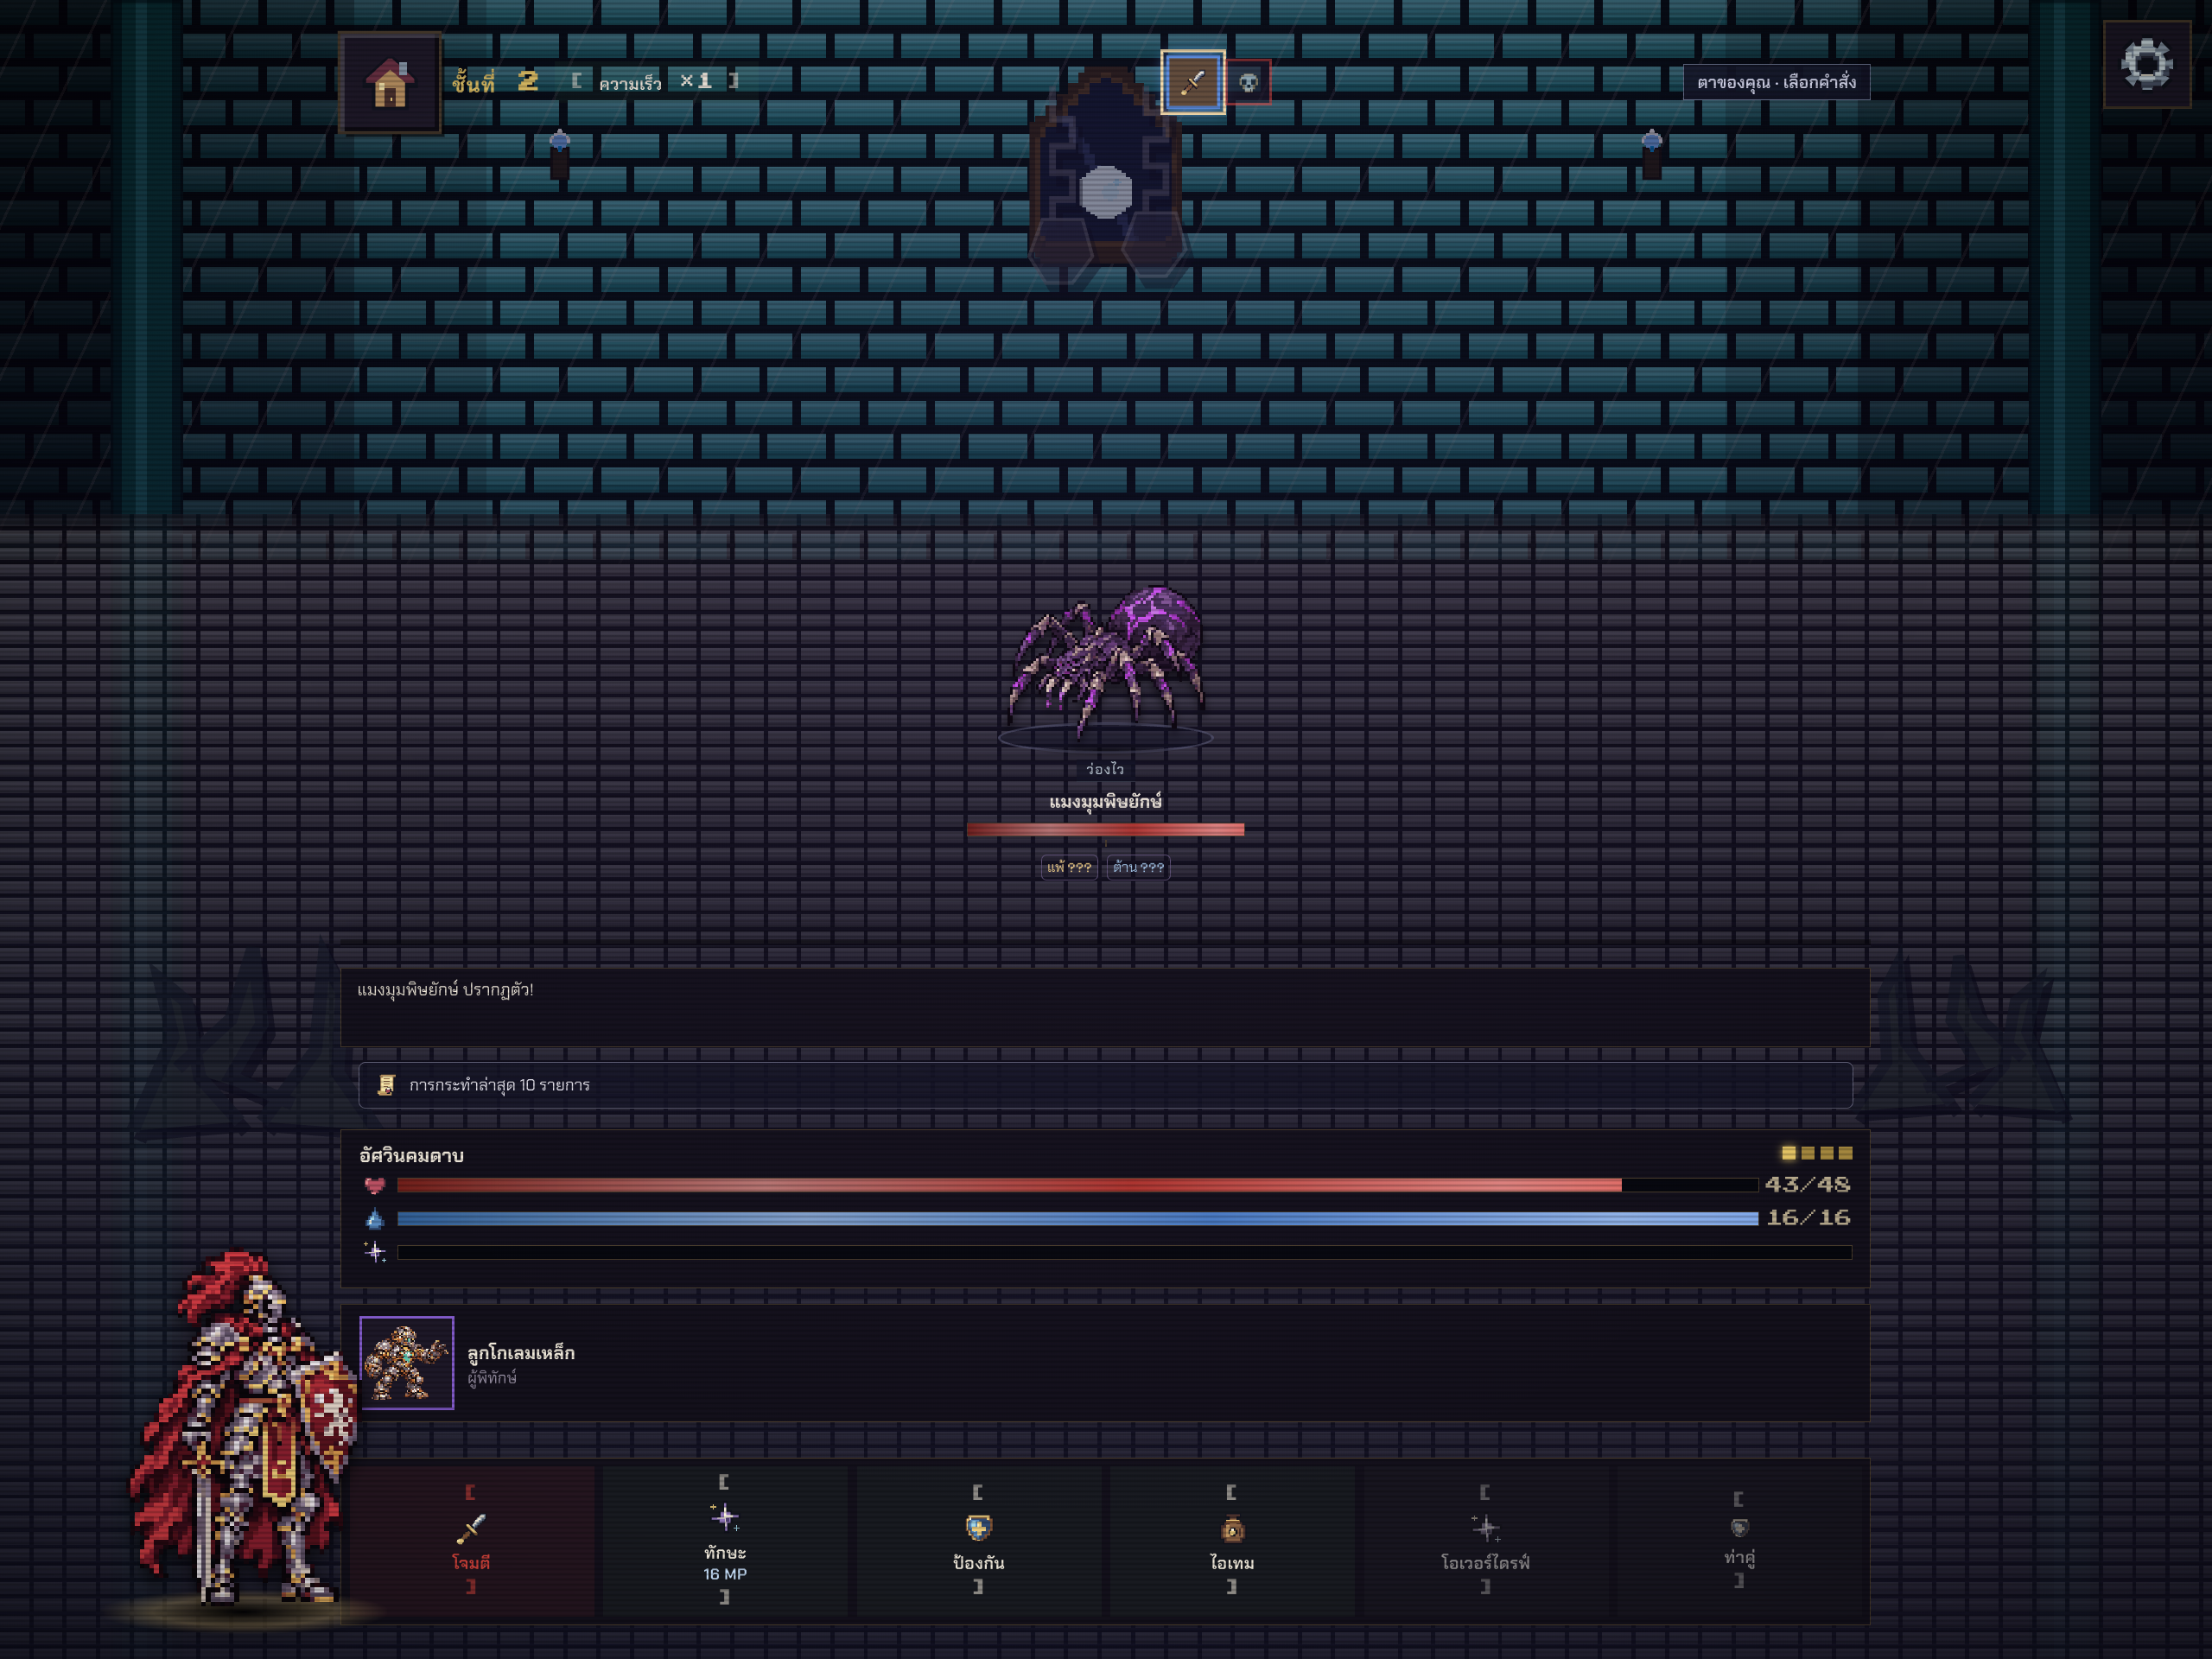 ชั้นที่ 2 [ ความเร็ว ×1 ]
ตาของคุณ · เลือกคำสั่ง
ว่องไว
แมงมุมพิษยักษ์
แพ้ ??? ต้าน ???
แมงมุมพิษยักษ์ ปรากฏตัว!
การกระทำล่าสุด 10 รายการ
อัศวินคมดาบ
43/48
16/16
ลูกโกเลมเหล็ก
ผู้พิทักษ์
[ โจมตี ]
[ ทักษะ 16 MP ]
[ ป้องกัน ]
[ ไอเทม ]
[ โอเวอร์ไดรฟ์ ]
[ ท่าคู่ ]